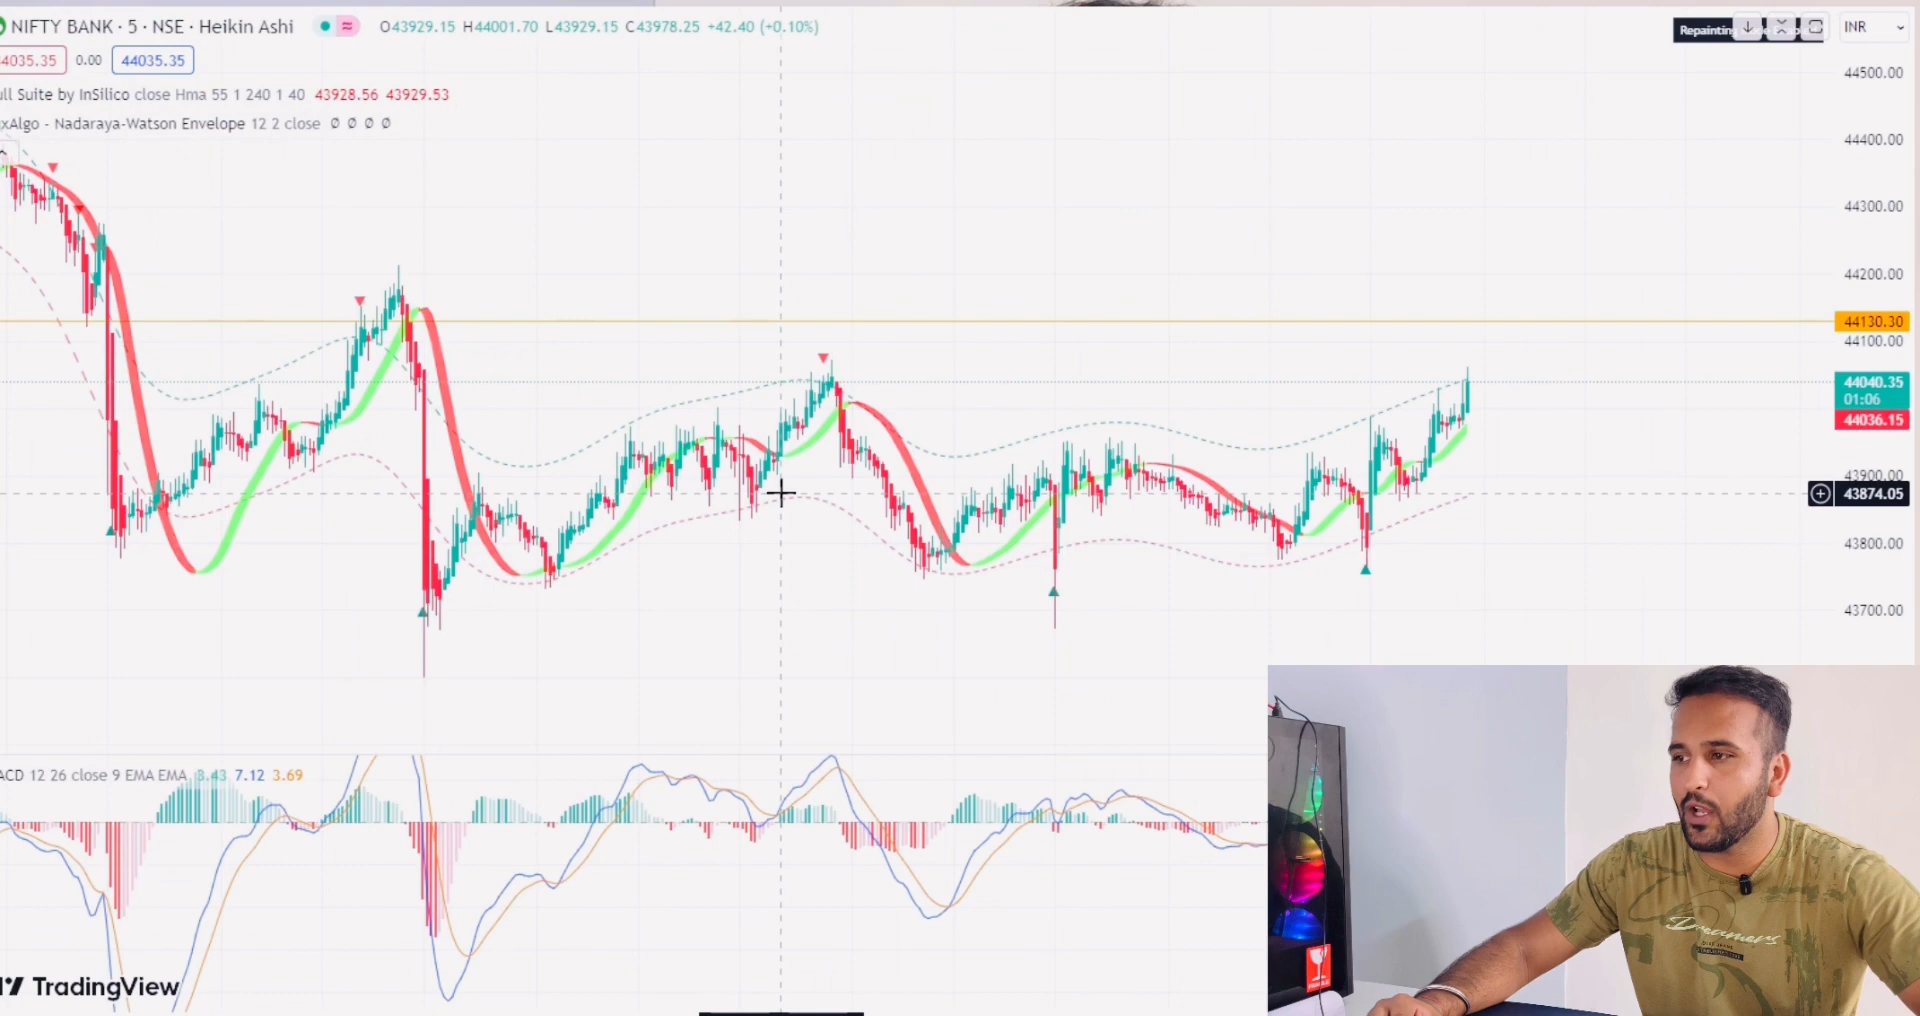 NIFTY BANK · 5 · NSE · Heikin Ashi
O43929.15 H44001.70 L43929.15 C43978.25 +42.40 (+0.10%)
Repainting
INR
4035.35 0.00 44035.35
ll Suite by InSilico close Hma 55 1 240 1 40 43928.56 43929.53
xAlgo - Nadaraya-Watson Envelope 12 2 close Ø Ø Ø Ø
44500.00
44400.00
44300.00
44200.00
44130.30
44100.00
44040.35
01:06
44036.15
43900.00
43874.05
43800.00
43700.00
ACD 12 26 close 9 EMA EMA 3.43 7.12 3.69
TradingView
Dreamers